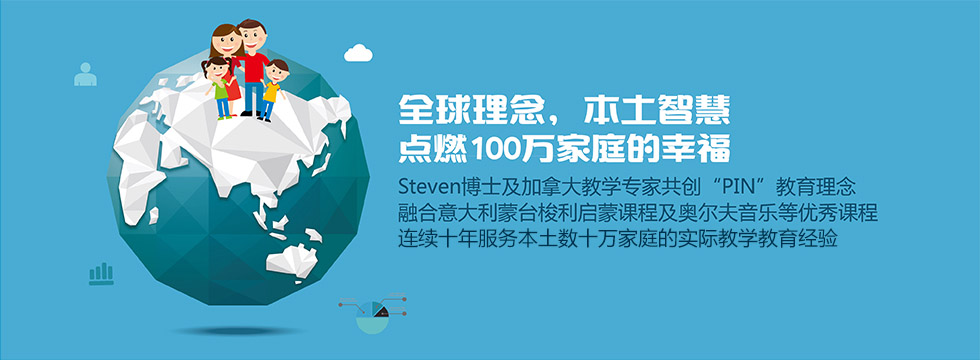 全球理念，本土智慧
点燃100万家庭的幸福
Steven博士及加拿大教学专家共创“PIN”教育理念
融合意大利蒙台梭利启蒙课程及奥尔夫音乐等优秀课程
连续十年服务本土数十万家庭的实际教学教育经验